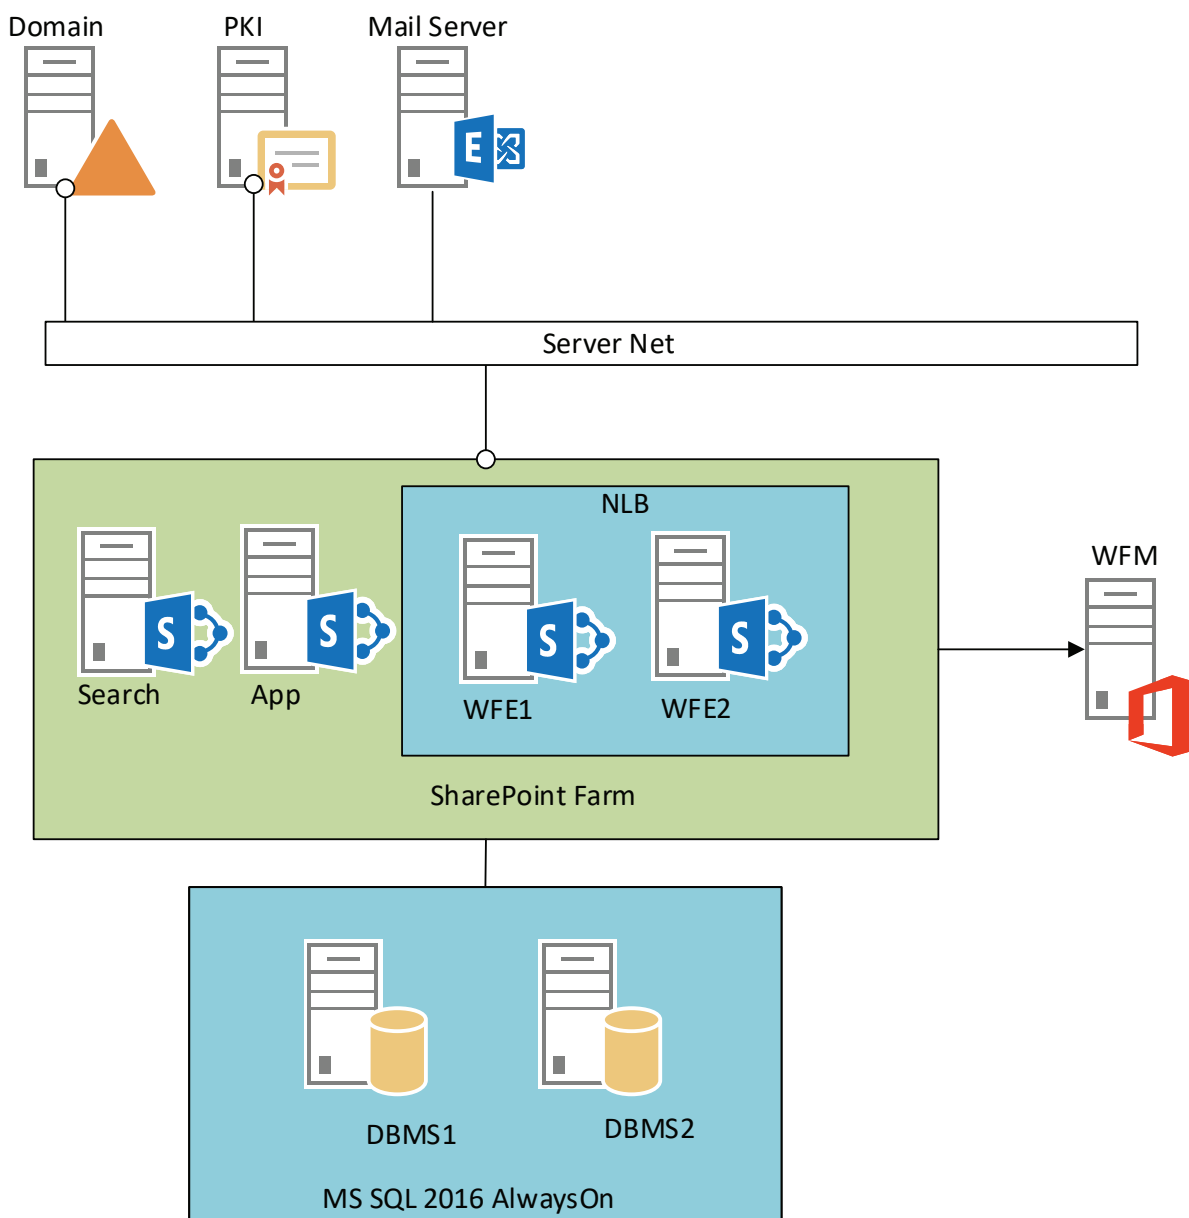 Domain
PKI
Mail Server
E
Server Net
NLB
S
S
S
S
Search
App
WFE1
WFE2
WFM
SharePoint Farm
DBMS1
DBMS2
MS SQL 2016 AlwaysOn